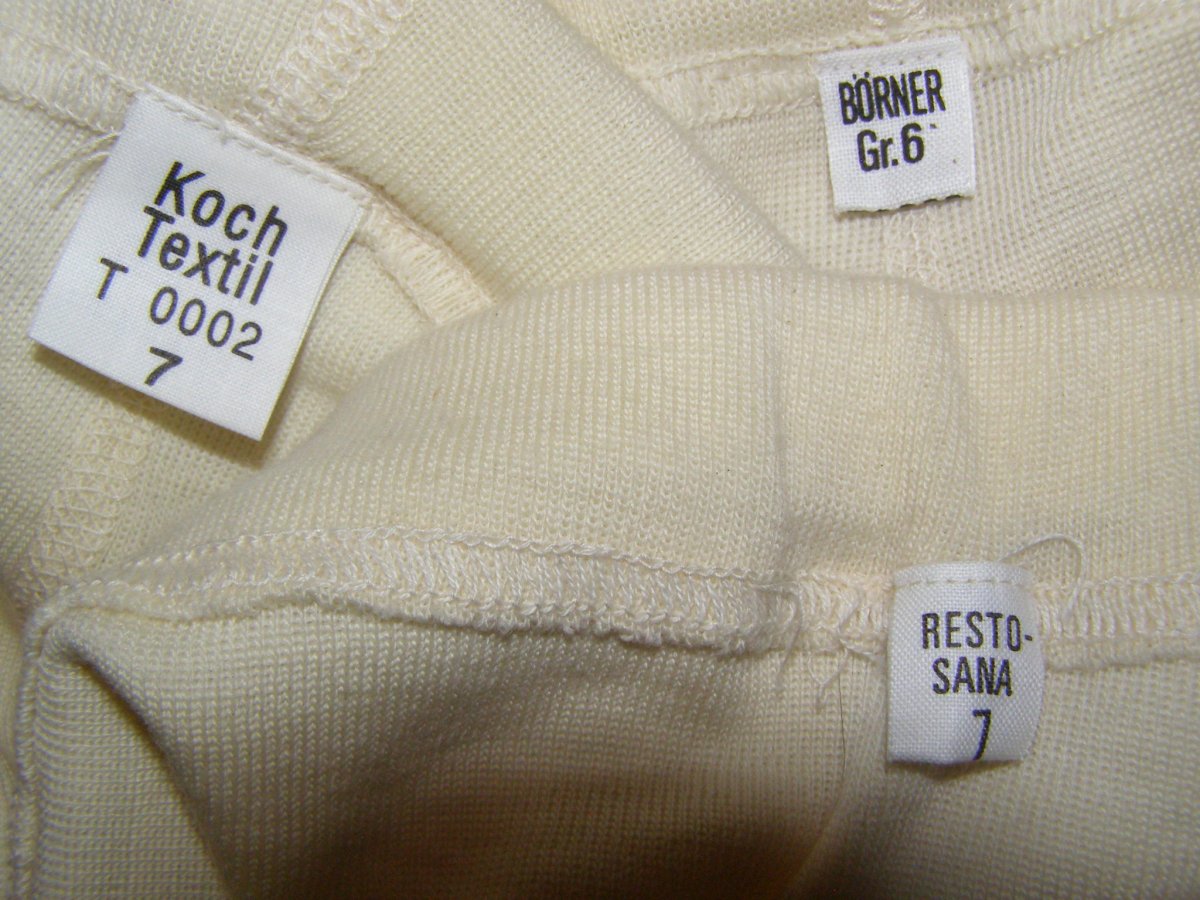 Koch
Textil
T 0002
7
BÖRNER
Gr.6
RESTO-
SANA
7